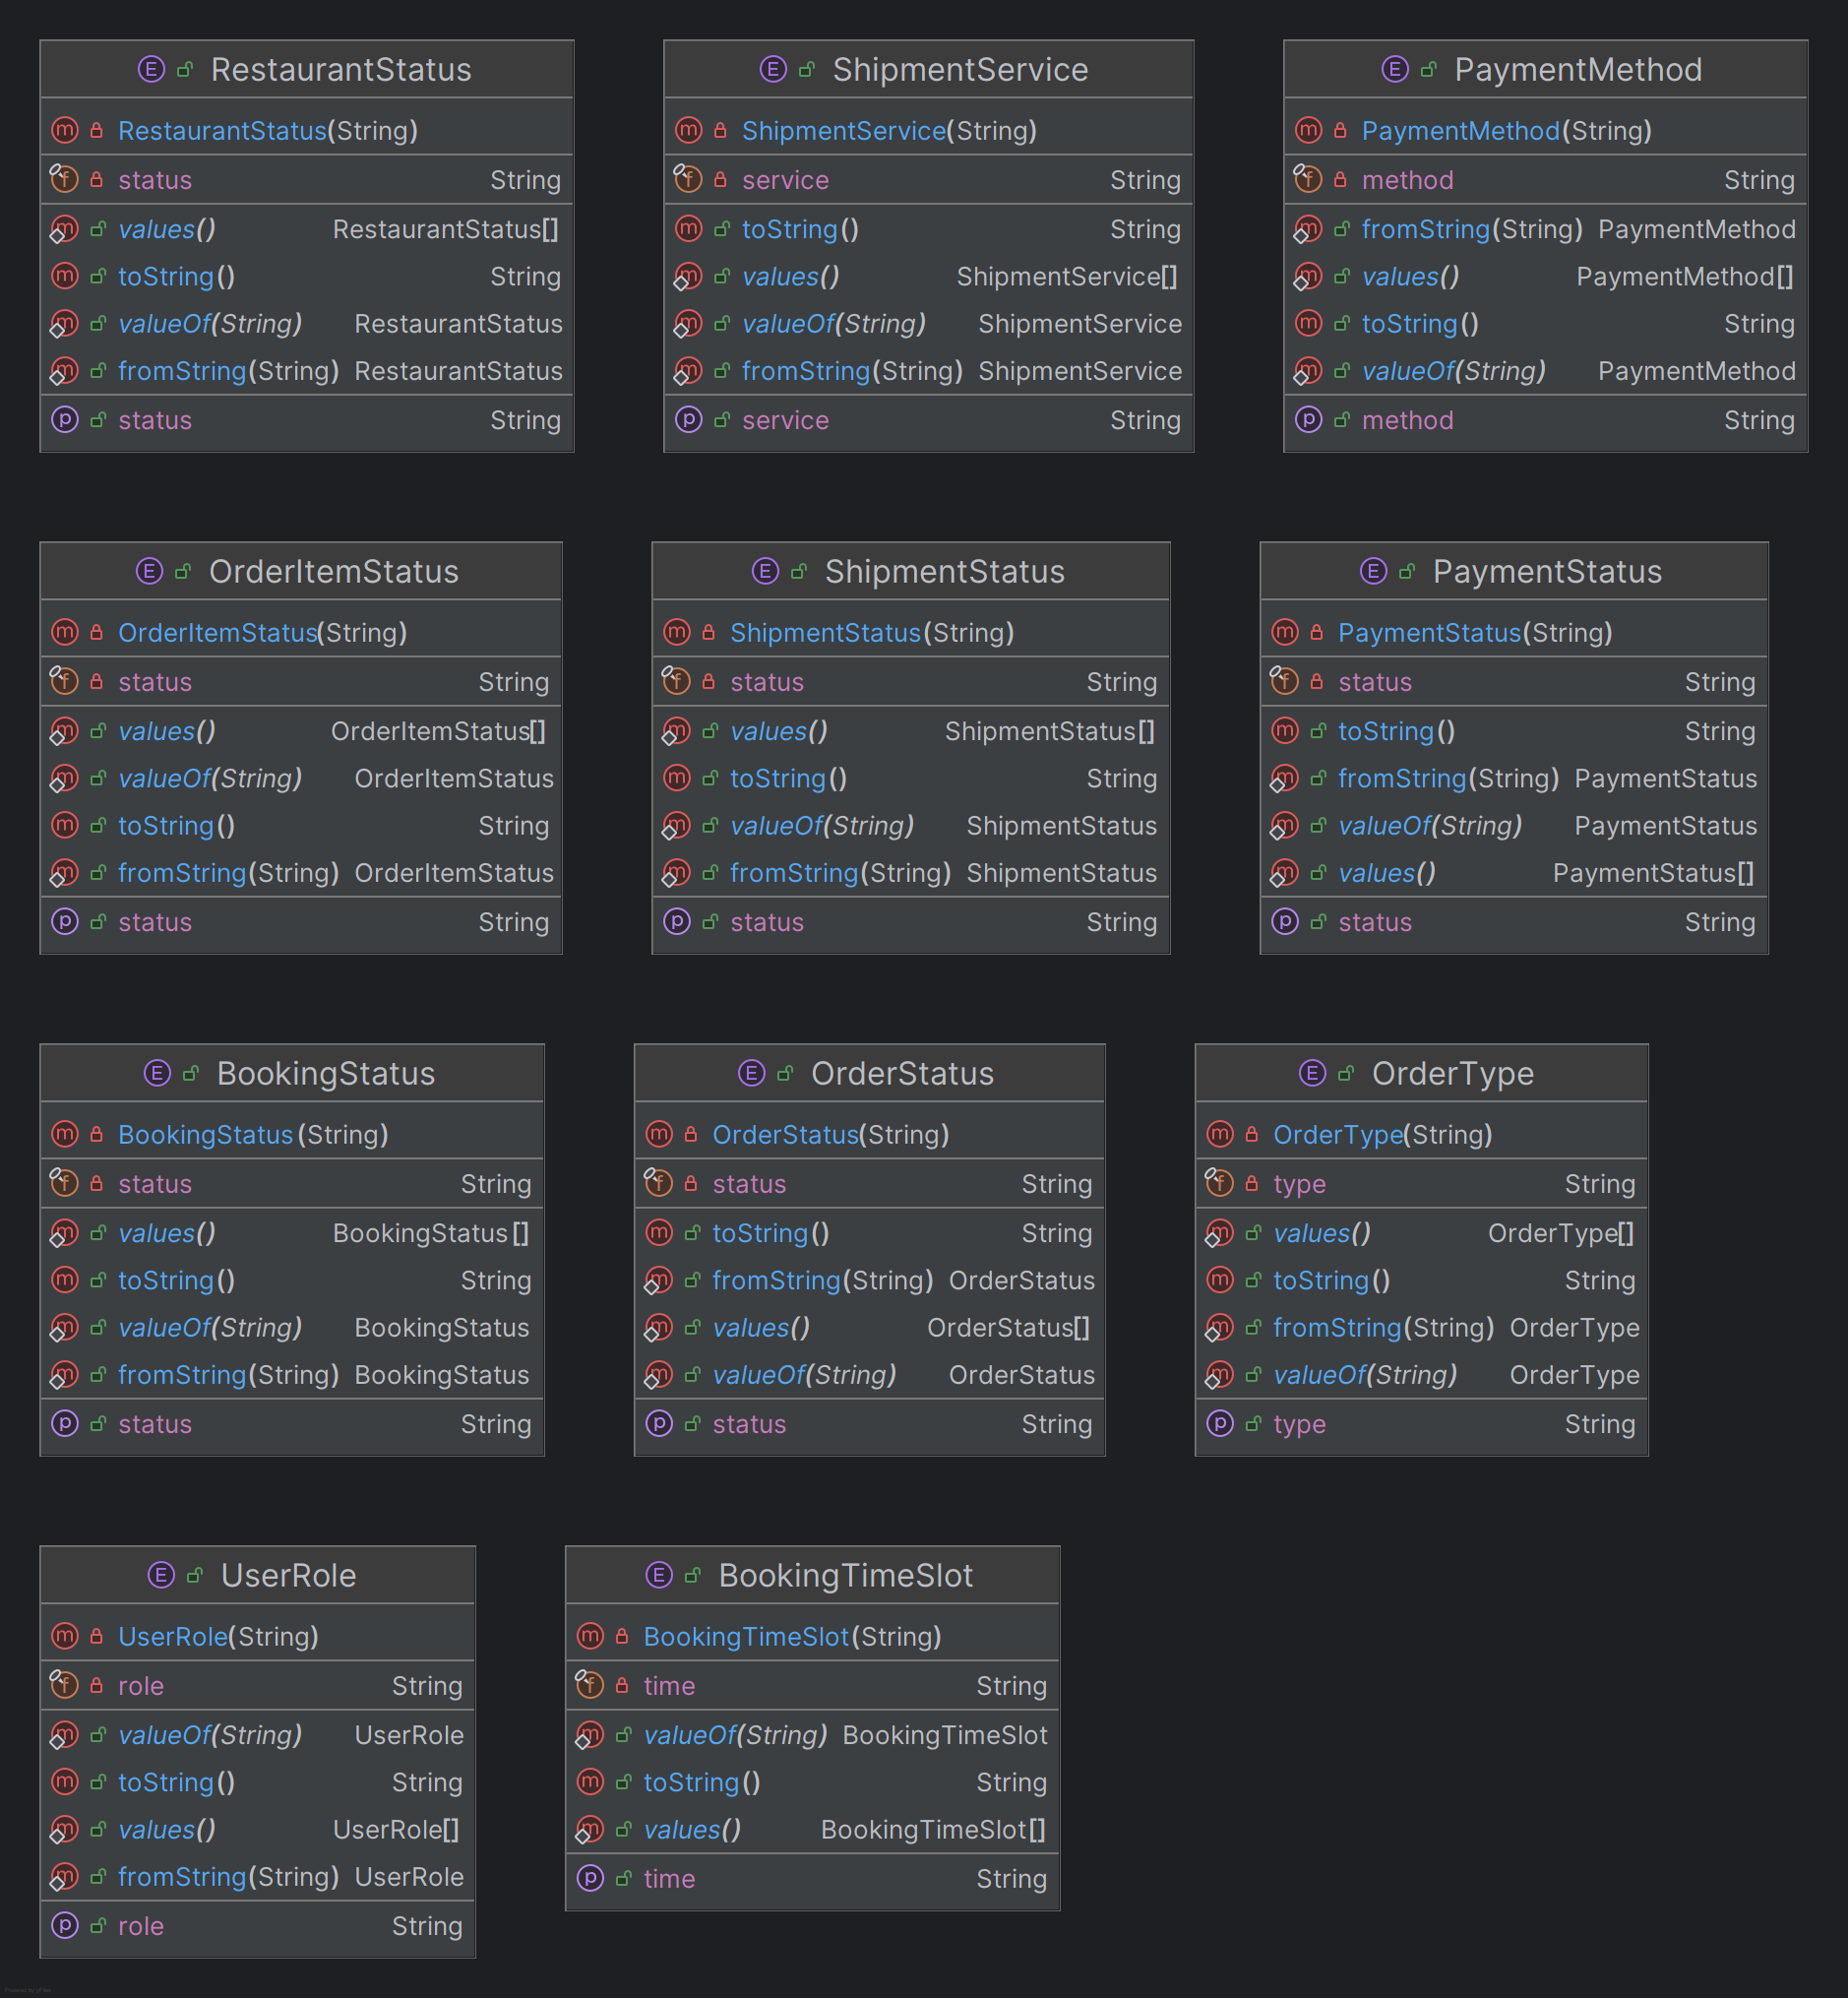 RestaurantStatus
RestaurantStatus(String)
status String
values() RestaurantStatus[]
toString() String
valueOf(String) RestaurantStatus
fromString(String) RestaurantStatus
status String
ShipmentService
ShipmentService(String)
service String
toString() String
values() ShipmentService[]
valueOf(String) ShipmentService
fromString(String) ShipmentService
service String
PaymentMethod
PaymentMethod(String)
method String
fromString(String) PaymentMethod
values() PaymentMethod[]
toString() String
valueOf(String) PaymentMethod
method String
OrderItemStatus
OrderItemStatus(String)
status String
values() OrderItemStatus[]
valueOf(String) OrderItemStatus
toString() String
fromString(String) OrderItemStatus
status String
ShipmentStatus
ShipmentStatus(String)
status String
values() ShipmentStatus[]
toString() String
valueOf(String) ShipmentStatus
fromString(String) ShipmentStatus
status String
PaymentStatus
PaymentStatus(String)
status String
toString() String
fromString(String) PaymentStatus
valueOf(String) PaymentStatus
values() PaymentStatus[]
status String
BookingStatus
BookingStatus(String)
status String
values() BookingStatus[]
toString() String
valueOf(String) BookingStatus
fromString(String) BookingStatus
status String
OrderStatus
OrderStatus(String)
status String
toString() String
fromString(String) OrderStatus
values() OrderStatus[]
valueOf(String) OrderStatus
status String
OrderType
OrderType(String)
type String
values() OrderType[]
toString() String
fromString(String) OrderType
valueOf(String) OrderType
type String
UserRole
UserRole(String)
role String
valueOf(String) UserRole
toString() String
values() UserRole[]
fromString(String) UserRole
role String
BookingTimeSlot
BookingTimeSlot(String)
time String
valueOf(String) BookingTimeSlot
toString() String
values() BookingTimeSlot[]
time String